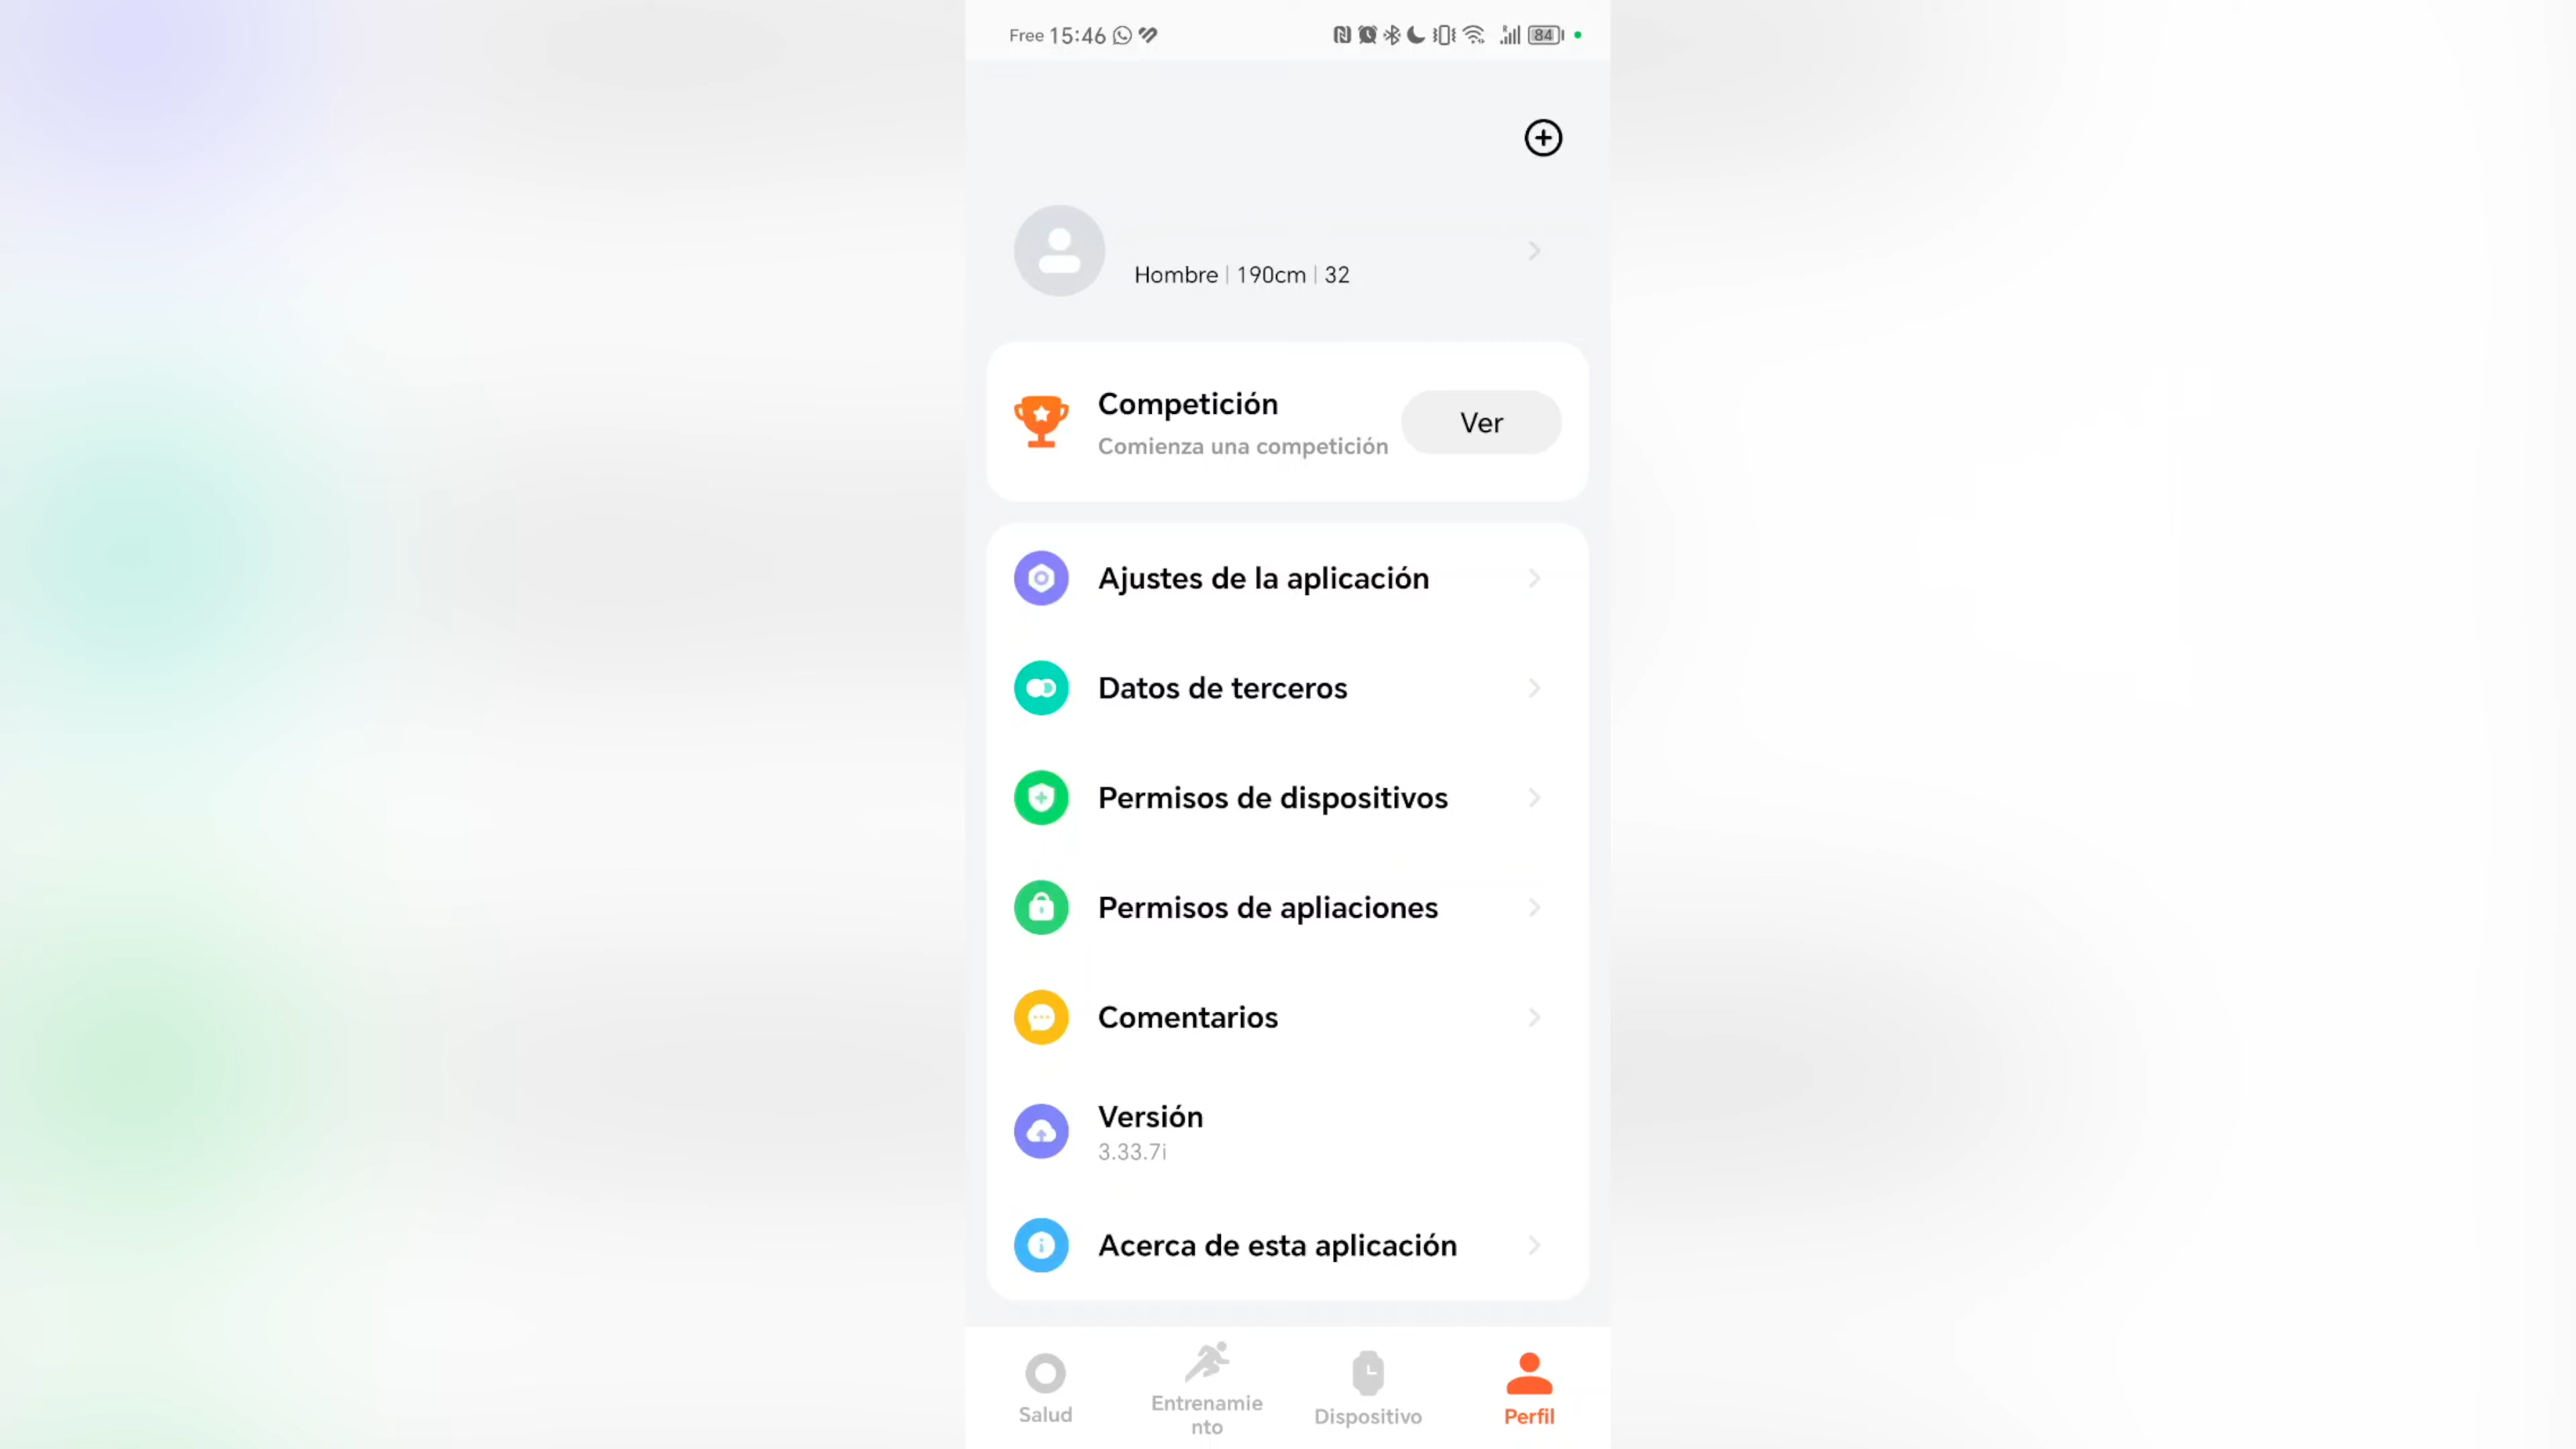 Free 15:46
84
Hombre | 190cm | 32
Competición
Comienza una competición
Ver
Ajustes de la aplicación
Datos de terceros
Permisos de dispositivos
Permisos de apliaciones
Comentarios
Versión
3.33.7i
Acerca de esta aplicación
Salud
Entrenamie
nto
Dispositivo
Perfil